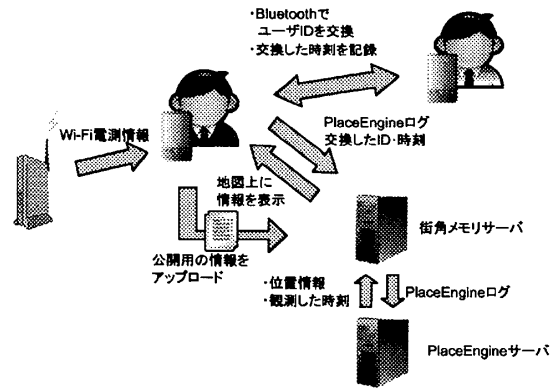 ・Bluetoothで
ユーザIDを交換
・交換した時刻を記録
Wi-Fi電測情報
PlaceEngineログ
交換したID・時刻
地図上に
情報を表示
街角メモリサーバ
公開用の情報を
アップロード
・位置情報
・観測した時刻
PlaceEngineログ
PlaceEngineサーバ